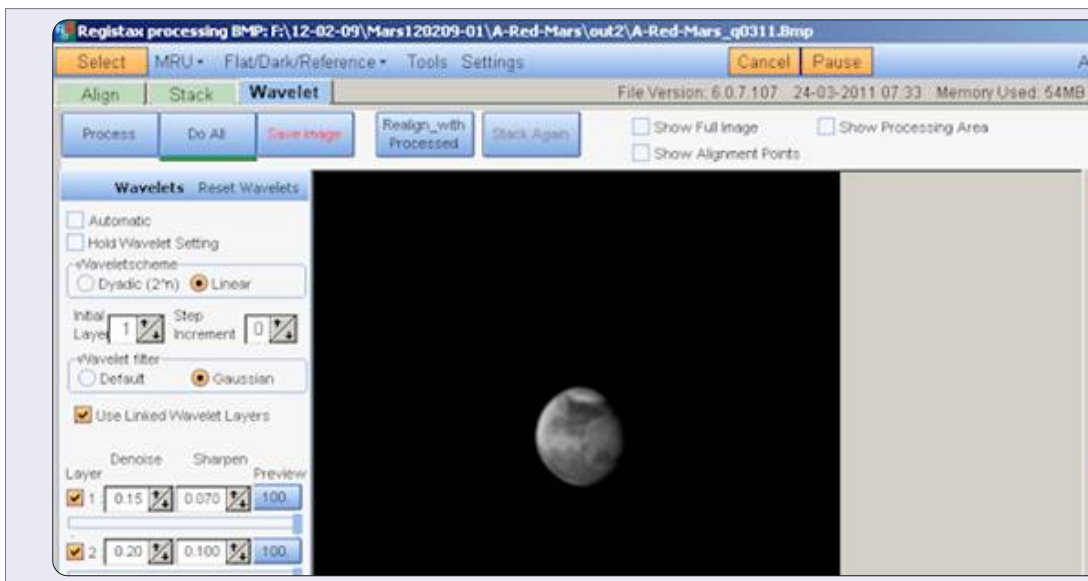 Registax processing BMP: F:\12-02-09\Mars120209-01\A-Red-Mars\out2\A-Red-Mars_q0311.Bmp
Select MRU Flat/Dark/Reference Tools Settings Cancel Pause A
Align Stack Wavelet File Version: 6.0.7.107 24-03-2011 07:33 Memory Used: 54MB
Process Do All Save image Realign_with Processed Stack Again Show Full Image Show Processing Area
Show Alignment Points
Wavelets Reset Wavelets
Automatic
Hold Wavelet Setting
Waveletscheme
Dyadic (2^n) Linear
Initial Layer 1 Step Increment 0
Wavelet filter
Default Gaussian
Use Linked Wavelet Layers
Denoise Sharpen
Layer Preview
1 : 0.15 0.070 100
2 : 0.20 0.100 100